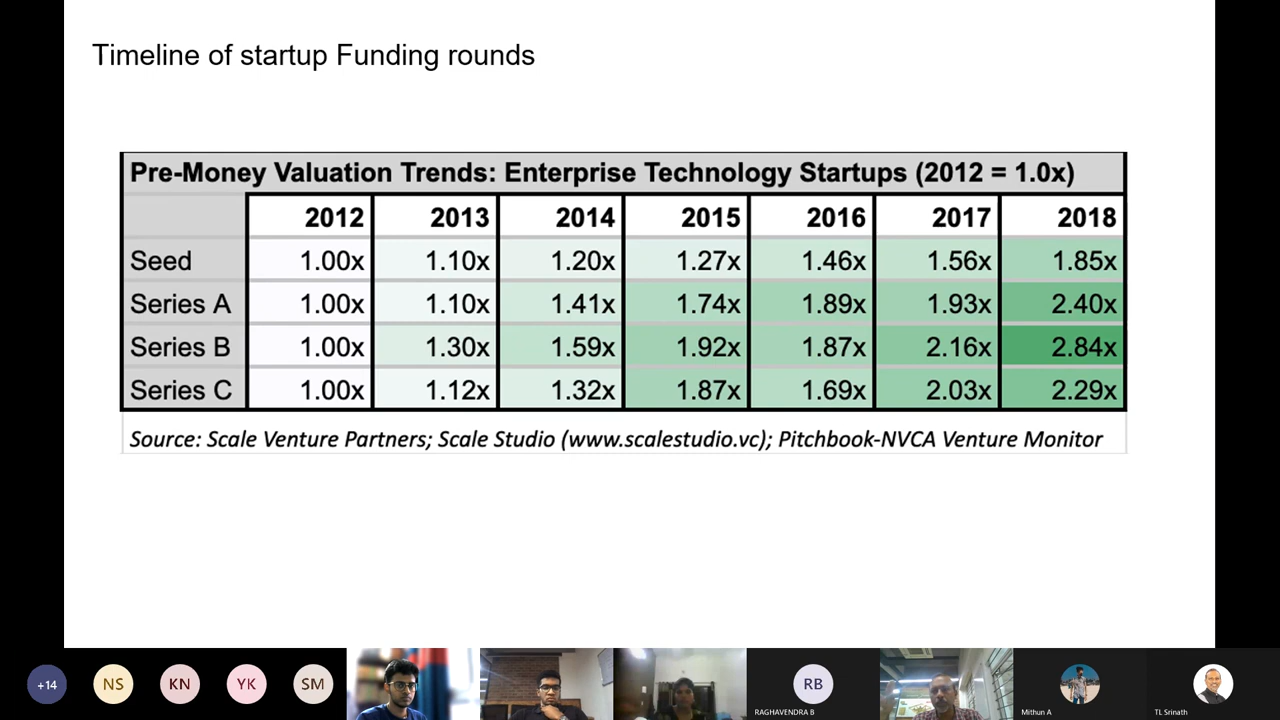 Timeline of startup Funding rounds
Pre-Money Valuation Trends: Enterprise Technology Startups (2012 = 1.0x)
2012 2013 2014 2015 2016 2017 2018
Seed 1.00x 1.10x 1.20x 1.27x 1.46x 1.56x 1.85x
Series A 1.00x 1.10x 1.41x 1.74x 1.89x 1.93x 2.40x
Series B 1.00x 1.30x 1.59x 1.92x 1.87x 2.16x 2.84x
Series C 1.00x 1.12x 1.32x 1.87x 1.69x 2.03x 2.29x
Source: Scale Venture Partners; Scale Studio (www.scalestudio.vc); Pitchbook-NVCA Venture Monitor
+14 NS KN YK SM RB
RAGHAVENDRA B Mithun A TL Srinath